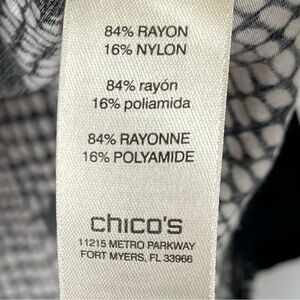 84% RAYON
16% NYLON
84% rayón
16% poliamida
84% RAYONNE
16% POLYAMIDE
chico's
11215 METRO PARKWAY
FORT MYERS, FL 33966